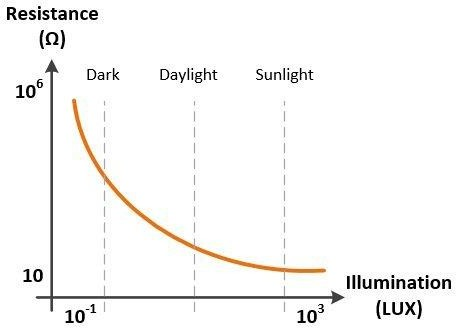 Resistance
(Ω)
Dark Daylight Sunlight
10⁶
10
Illumination
(LUX)
10⁻¹ 10³